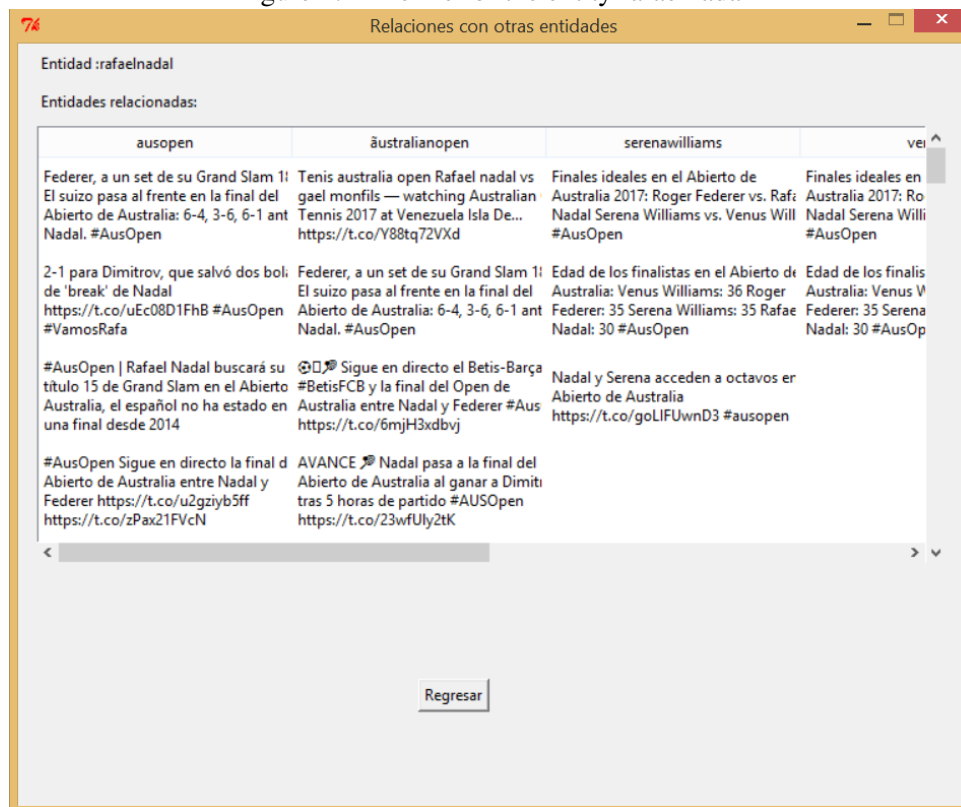 Relaciones con otras entidades
Entidad :rafaelnadal
Entidades relacionadas:
ausopen
ãustralianopen
serenawilliams
Federer, a un set de su Grand Slam
El suizo pasa al frente en la final del
Abierto de Australia: 6-4, 3-6, 6-1 ant
Nadal. #AusOpen
Tenis australia open Rafael nadal vs
gael monfils — watching Australian
Tennis 2017 at Venezuela Isla De...
https://t.co/Y88tq72VXd
Finales ideales en el Abierto de
Australia 2017: Roger Federer vs. Rafa
Nadal Serena Williams vs. Venus Will
#AusOpen
Finales ideales en
Australia 2017: Ro
Nadal Serena Willi
#AusOpen
2-1 para Dimitrov, que salvó dos bol
de 'break' de Nadal
https://t.co/uEc08D1FhB #AusOpen
#VamosRafa
Federer, a un set de su Grand Slam
El suizo pasa al frente en la final del
Abierto de Australia: 6-4, 3-6, 6-1 ant
Nadal. #AusOpen
Edad de los finalistas en el Abierto de
Australia: Venus Williams: 36 Roger
Federer: 35 Serena Williams: 35 Rafae
Nadal: 30 #AusOpen
Edad de los finalis
Australia: Venus
Federer: 35 Serena
Nadal: 30 #AusOp
#AusOpen | Rafael Nadal buscará su
título 15 de Grand Slam en el Abierto
Australia, el español no ha estado en
una final desde 2014
Sigue en directo el Betis-Barça
#BetisFCB y la final del Open de
Australia entre Nadal y Federer #Aus
https://t.co/6mjH3xdbvj
Nadal y Serena acceden a octavos en
Abierto de Australia
https://t.co/goLIFUwnD3 #ausopen
#AusOpen Sigue en directo la final d
Abierto de Australia entre Nadal y
Federer https://t.co/u2gziyb5ff
https://t.co/zPax21FVcN
AVANCE Nadal pasa a la final del
Abierto de Australia al ganar a Dimit
tras 5 horas de partido #AUSOpen
https://t.co/23wfUly2tK
Regresar